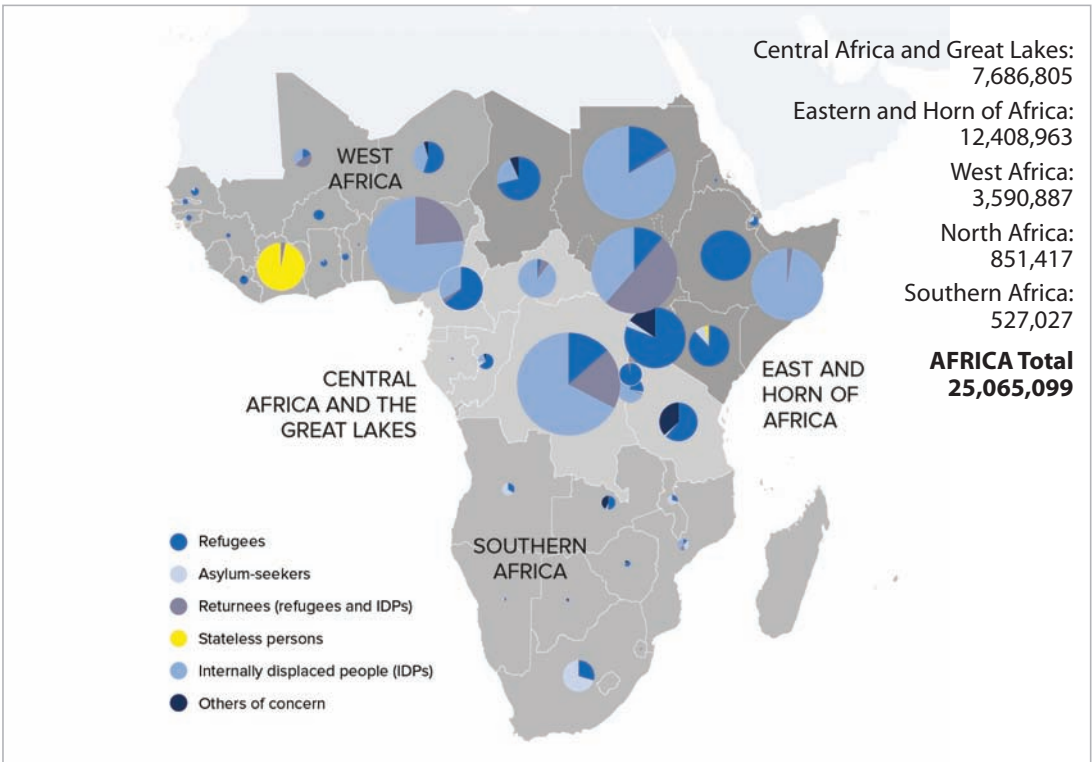 Central Africa and Great Lakes:
7,686,805
Eastern and Horn of Africa:
12,408,963
West Africa:
3,590,887
North Africa:
851,417
Southern Africa:
527,027
AFRICA Total
25,065,099
WEST
AFRICA
CENTRAL
AFRICA AND THE
GREAT LAKES
EAST AND
HORN OF
AFRICA
SOUTHERN
AFRICA
Refugees
Asylum-seekers
Returnees (refugees and IDPs)
Stateless persons
Internally displaced people (IDPs)
Others of concern